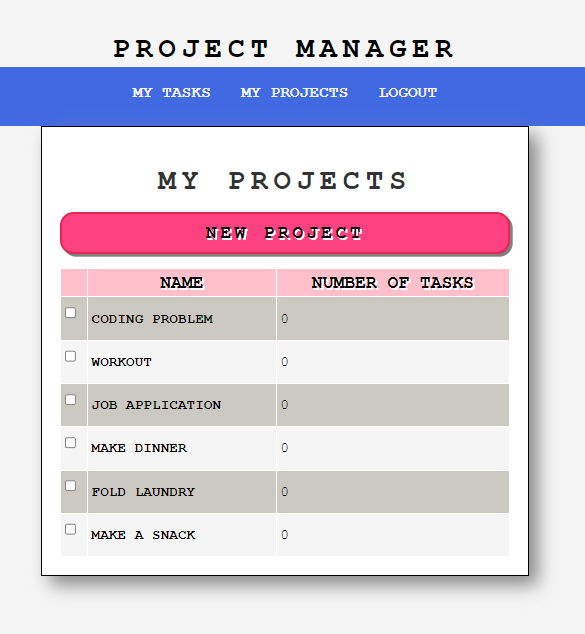 PROJECT MANAGER
MY TASKS MY PROJECTS LOGOUT
MY PROJECTS
NEW PROJECT
NAME NUMBER OF TASKS
CODING PROBLEM 0
WORKOUT 0
JOB APPLICATION 0
MAKE DINNER 0
FOLD LAUNDRY 0
MAKE A SNACK 0